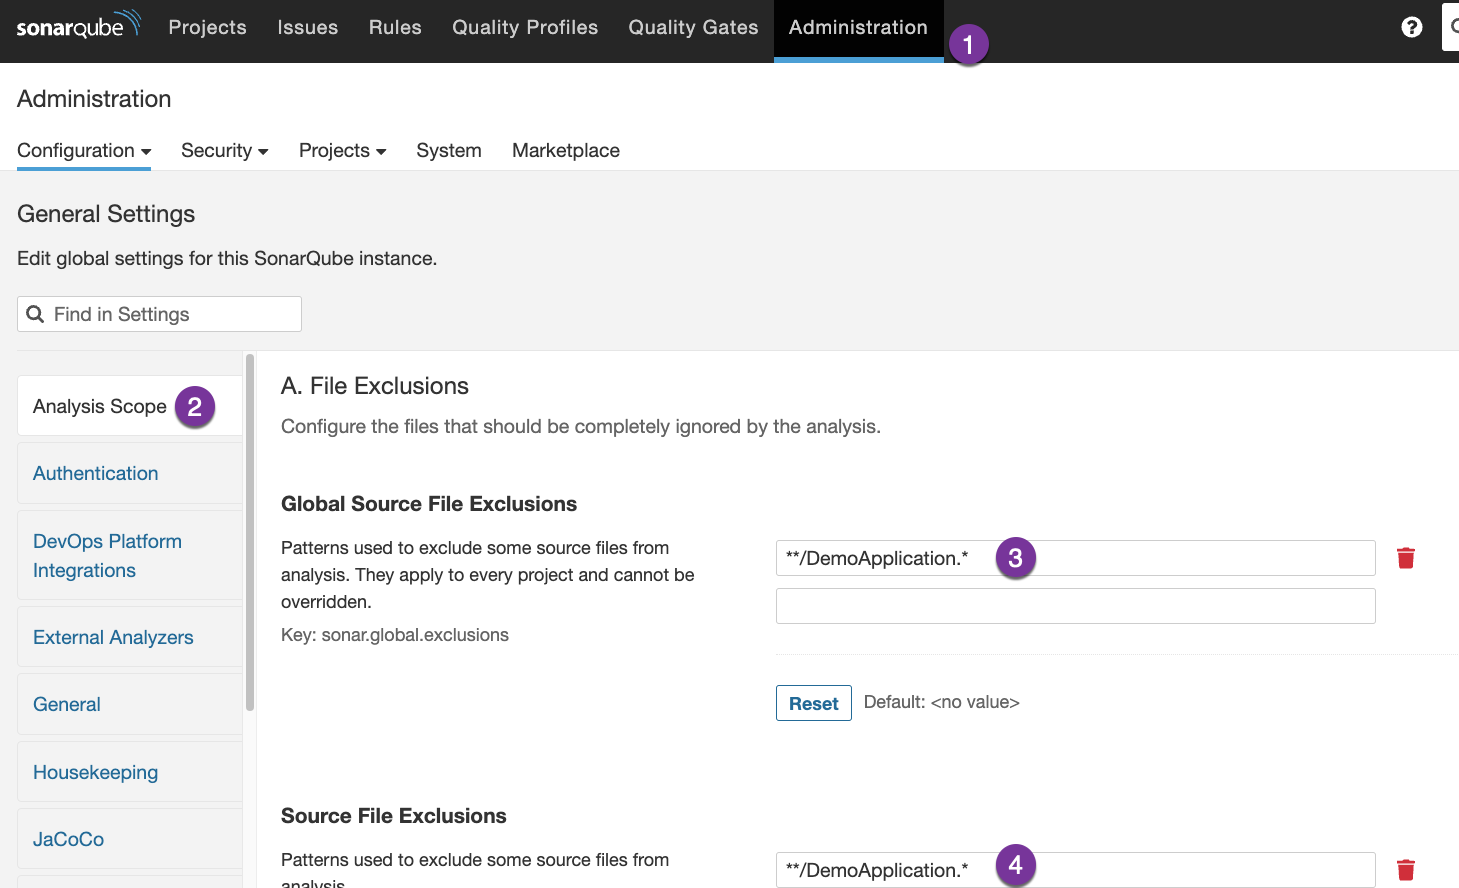 sonarqube Projects Issues Rules Quality Profiles Quality Gates Administration 1 ?
Administration
Configuration Security Projects System Marketplace
General Settings
Edit global settings for this SonarQube instance.
Find in Settings
Analysis Scope 2
Authentication
DevOps Platform
Integrations
External Analyzers
General
Housekeeping
JaCoCo
A. File Exclusions
Configure the files that should be completely ignored by the analysis.
Global Source File Exclusions
Patterns used to exclude some source files from
analysis. They apply to every project and cannot be
overridden.
Key: sonar.global.exclusions
**/DemoApplication.* 3
Reset Default: <no value>
Source File Exclusions
Patterns used to exclude some source files from
analysis.
**/DemoApplication.* 4